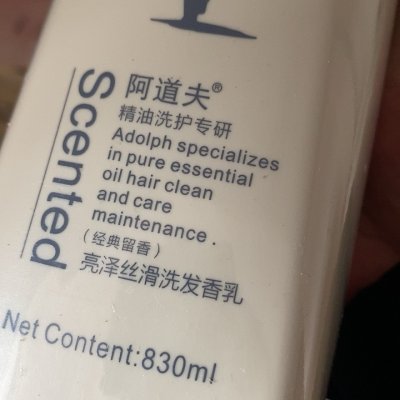 Scented
阿道夫®
精油洗护专研
Adolph specializes
in pure essential
oil hair clean
and care
maintenance .
（经典留香）
亮泽丝滑洗发香乳
Net Content:830ml